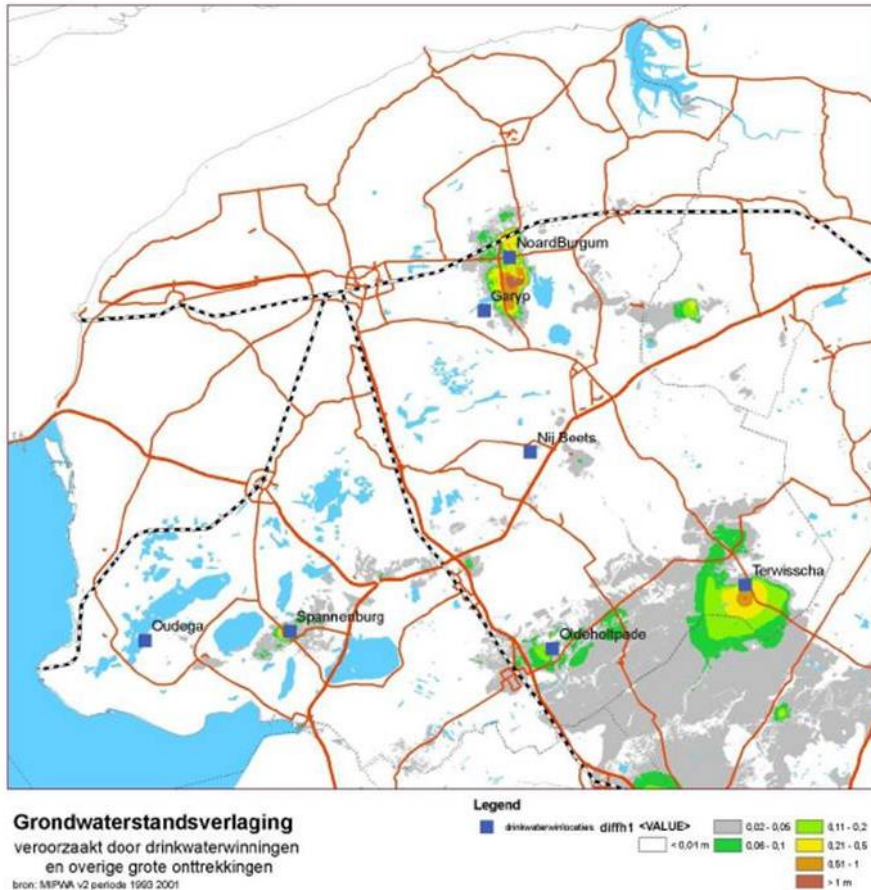 NoardBurgum
Garyp
Nij Beets
Terwisscha
Oudega
Spannenburg
Oldeholtpade
Grondwaterstandsverlaging
veroorzaakt door drinkwaterwinningen
en overige grote onttrekkingen
bron: MIPWA v2 periode 1993 2001
Legend
drinkwaterwinlocaties
diffh1 <VALUE>
< 0,01 m
0,02 - 0,05
0,06 - 0,1
0,11 - 0,2
0,21 - 0,5
0,51 - 1
> 1 m